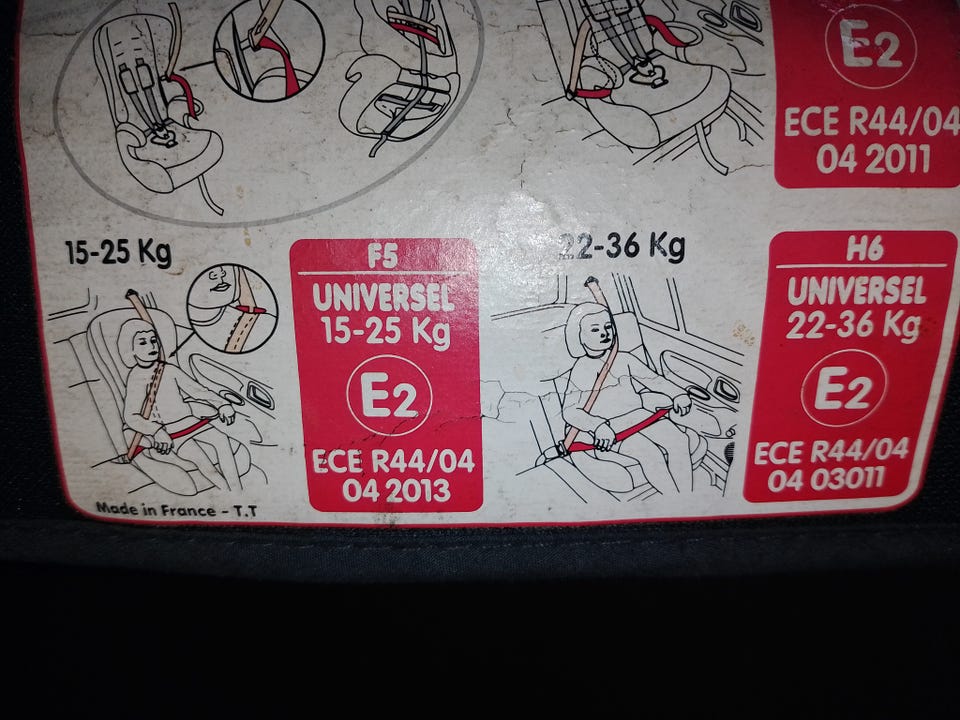 E2
ECE R44/04
04 2011
15-25 Kg
F5
UNIVERSEL
15-25 Kg
E2
ECE R44/04
04 2013
22-36 Kg
H6
UNIVERSEL
22-36 Kg
E2
ECE R44/04
04 03011
Made in France - T.T